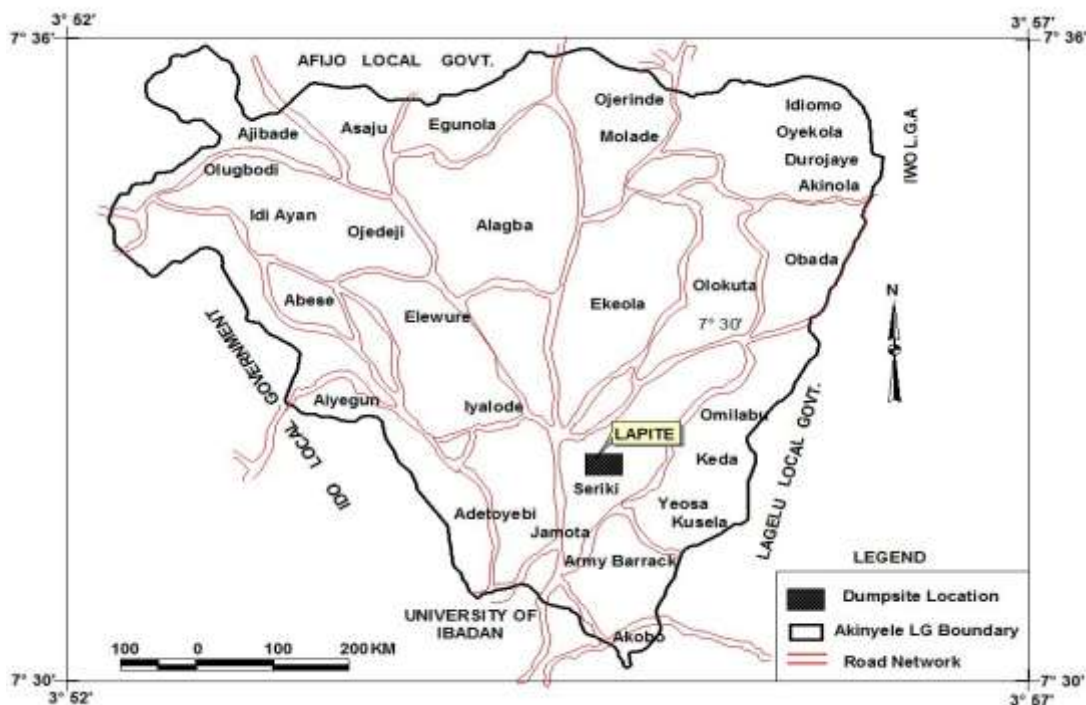 3° 52'
3° 57'
7° 36'
7° 36'
AFIJO LOCAL GOVT.
Ojerinde
Idiomo
Asaju
Egunola
Ajibade
Molade
Oyekola
IWO L.G.A
Durojaye
Olugbodi
Akinola
Idi Ayan
Ojedeji
Alagba
Obada
Abese
Ekeola
Olokuta
N
Elewure
7° 30'
IDO LOCAL GOVERNMENT
Aiyegun
Iyalode
Omilabu
LAPITE
Keda
Seriki
LAGELU LOCAL GOVT.
Adetoyebi
Yeosa
Kusela
Jamota
Army Barrack
LEGEND
UNIVERSITY OF
IBADAN
Dumpsite Location
Akobo
Akinyele LG Boundary
100 0 100 200 KM
Road Network
7° 30'
7° 30'
3° 52'
3° 57'